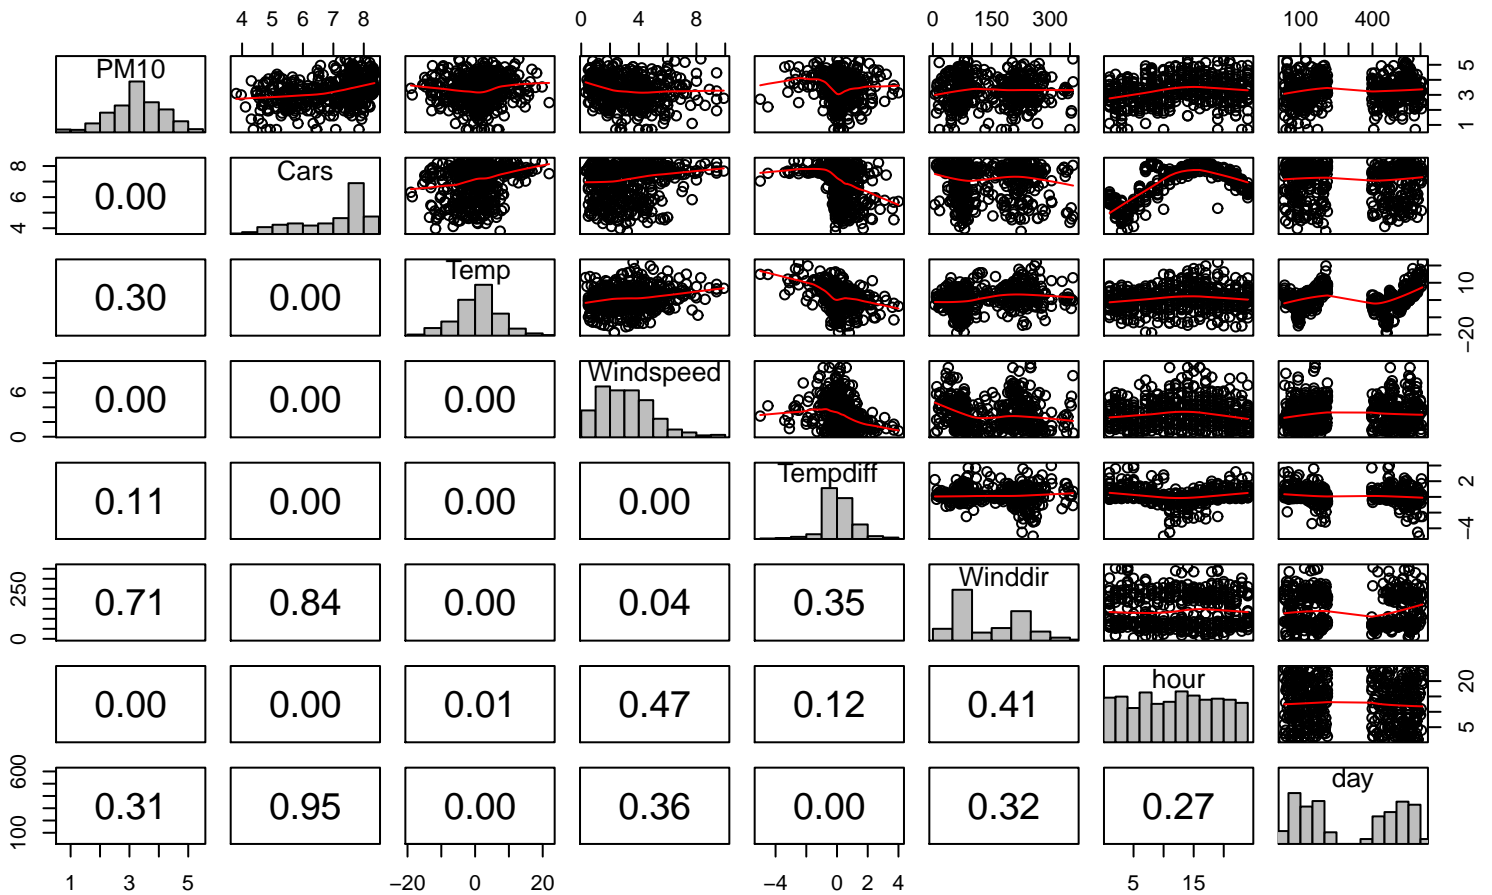 4 5 6 7 8 0 4 8 0 150 300 100 400
PM10
1 3 5
Cars
4 6 8
0.00
Temp
0.30 0.00
-20 10
Windspeed
0 6
0.00 0.00 0.00
Tempdiff
0.11 0.00 0.00 0.00
-4 2
Winddir
0 250
0.71 0.84 0.00 0.04 0.35
hour
0.00 0.00 0.01 0.47 0.12 0.41
5 20
day
100 600
0.31 0.95 0.00 0.36 0.00 0.32 0.27
1 3 5 -20 0 20 -4 0 2 4 5 15